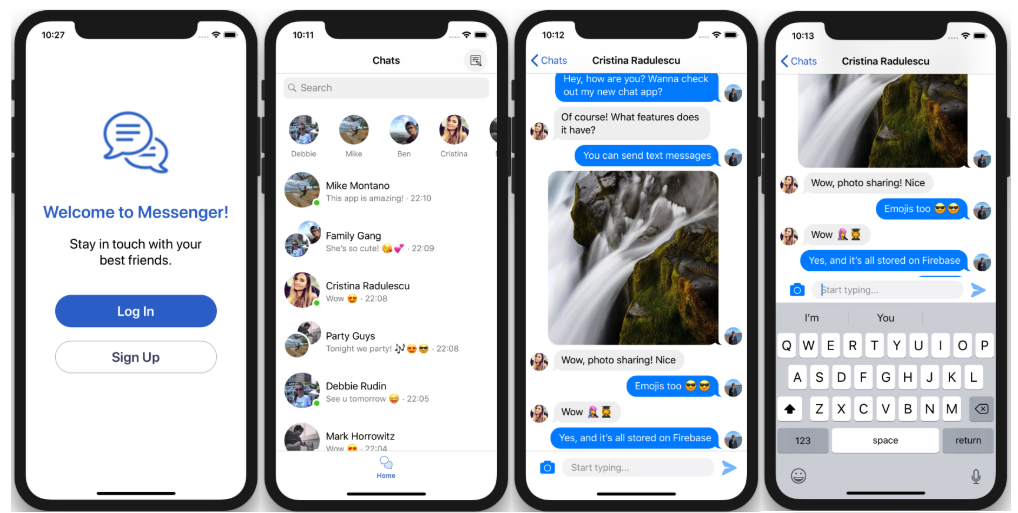 10:27
Welcome to Messenger!
Stay in touch with your
best friends.
Log In
Sign Up
10:11
Chats
Search
Debbie
Mike
Ben
Cristina
Mike Montano
This app is amazing! · 22:10
Family Gang
She's so cute! 😘💕 · 22:09
Cristina Radulescu
Wow 😍 · 22:08
Party Guys
Tonight we party! 🎶😍😎 · 22:08
Debbie Rudin
See u tomorrow 😄 · 22:05
Mark Horrowitz
Wow 😍 · 22:04
Home
10:12
Chats
Cristina Radulescu
Hey, how are you? Wanna check
out my new chat app?
Of course! What features does
it have?
You can send text messages
Wow, photo sharing! Nice
Emojis too 😎😎
Wow 👩‍🎤👨‍🎓
Yes, and it's all stored on Firebase
Start typing...
10:13
Chats
Cristina Radulescu
Wow, photo sharing! Nice
Emojis too 😎😎
Wow 👩‍🎤👨‍🎓
Yes, and it's all stored on Firebase
Start typing...
I'm
You
Q W E R T Y U I O P
A S D F G H J K L
Z X C V B N M
123
space
return